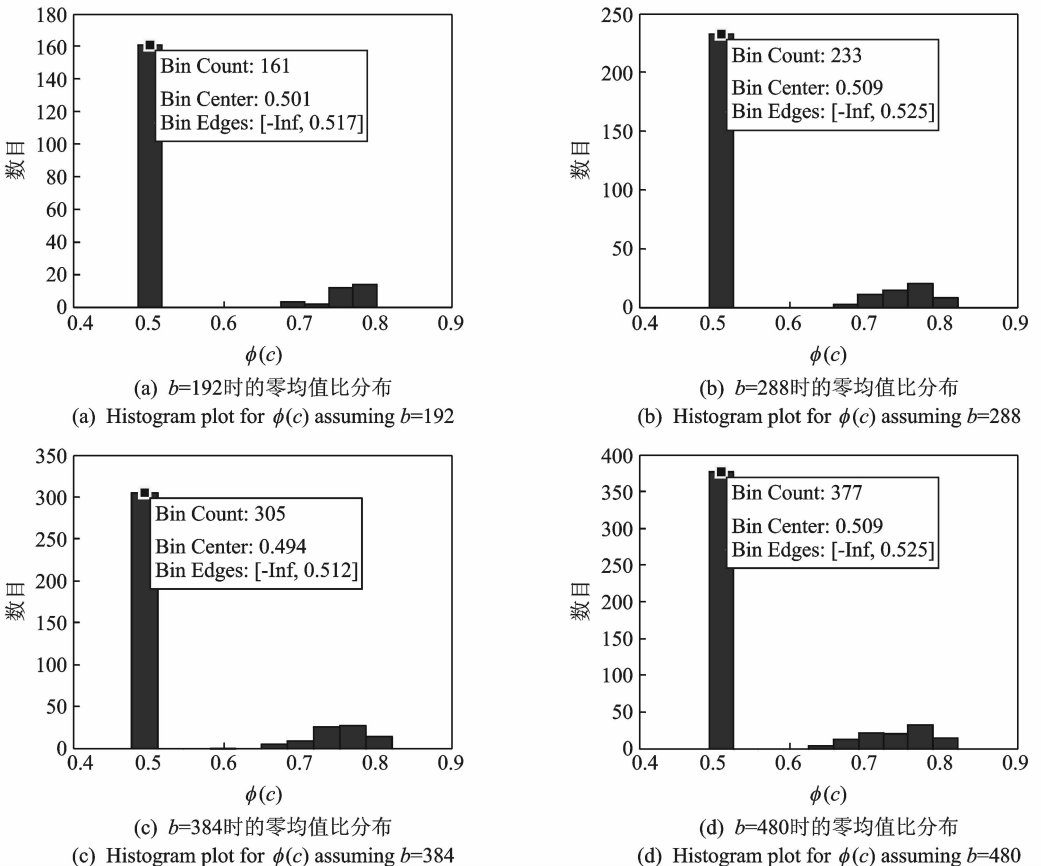 180
160
140
120
100
80
60
40
20
0
数目
Bin Count: 161
Bin Center: 0.501
Bin Edges: [-Inf, 0.517]
0.4 0.5 0.6 0.7 0.8 0.9
ϕ(c)
(a) b=192时的零均值比分布
(a) Histogram plot for ϕ(c) assuming b=192
250
200
150
100
50
0
数目
Bin Count: 233
Bin Center: 0.509
Bin Edges: [-Inf, 0.525]
0.4 0.5 0.6 0.7 0.8 0.9
ϕ(c)
(b) b=288时的零均值比分布
(b) Histogram plot for ϕ(c) assuming b=288
350
300
250
200
150
100
50
0
数目
Bin Count: 305
Bin Center: 0.494
Bin Edges: [-Inf, 0.512]
0.4 0.5 0.6 0.7 0.8 0.9
ϕ(c)
(c) b=384时的零均值比分布
(c) Histogram plot for ϕ(c) assuming b=384
400
350
300
250
200
150
100
50
0
数目
Bin Count: 377
Bin Center: 0.509
Bin Edges: [-Inf, 0.525]
0.4 0.5 0.6 0.7 0.8 0.9
ϕ(c)
(d) b=480时的零均值比分布
(d) Histogram plot for ϕ(c) assuming b=480